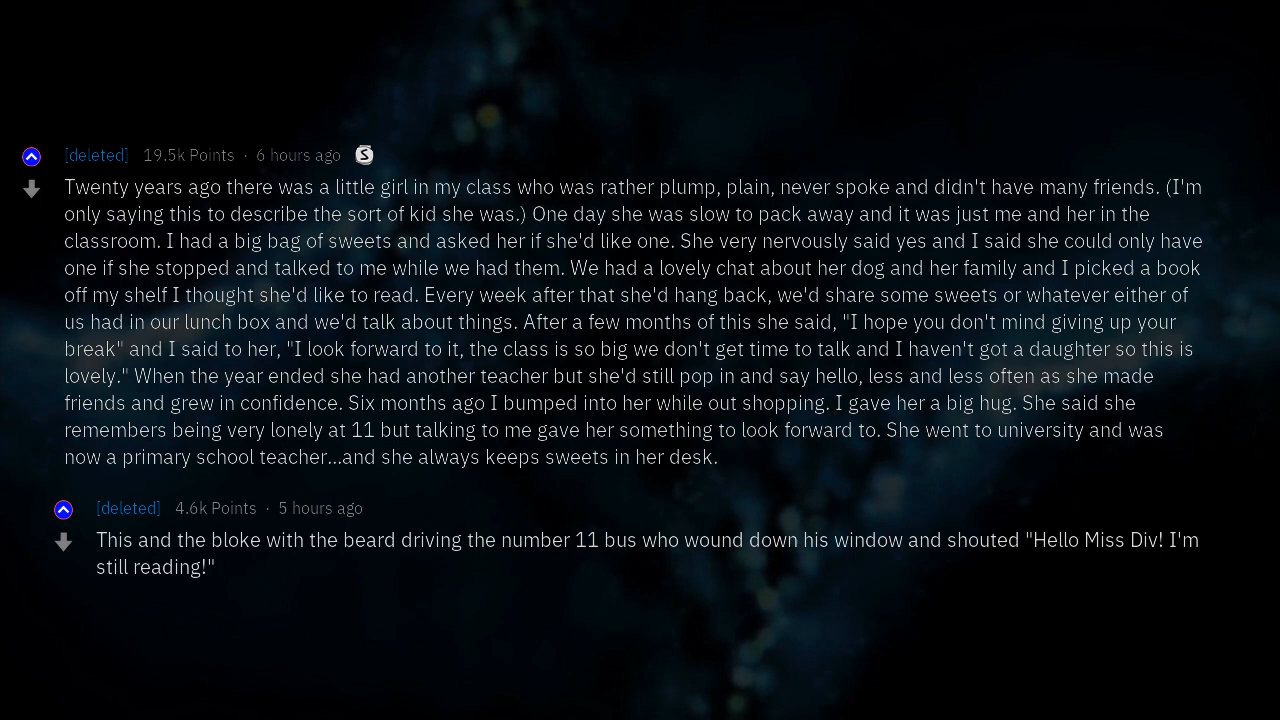 [deleted] 19.5k Points · 6 hours ago S
Twenty years ago there was a little girl in my class who was rather plump, plain, never spoke and didn't have many friends. (I'm
only saying this to describe the sort of kid she was.) One day she was slow to pack away and it was just me and her in the
classroom. I had a big bag of sweets and asked her if she'd like one. She very nervously said yes and I said she could only have
one if she stopped and talked to me while we had them. We had a lovely chat about her dog and her family and I picked a book
off my shelf I thought she'd like to read. Every week after that she'd hang back, we'd share some sweets or whatever either of
us had in our lunch box and we'd talk about things. After a few months of this she said, "I hope you don't mind giving up your
break" and I said to her, "I look forward to it, the class is so big we don't get time to talk and I haven't got a daughter so this is
lovely." When the year ended she had another teacher but she'd still pop in and say hello, less and less often as she made
friends and grew in confidence. Six months ago I bumped into her while out shopping. I gave her a big hug. She said she
remembers being very lonely at 11 but talking to me gave her something to look forward to. She went to university and was
now a primary school teacher...and she always keeps sweets in her desk.
[deleted] 4.6k Points · 5 hours ago
This and the bloke with the beard driving the number 11 bus who wound down his window and shouted "Hello Miss Div! I'm
still reading!"